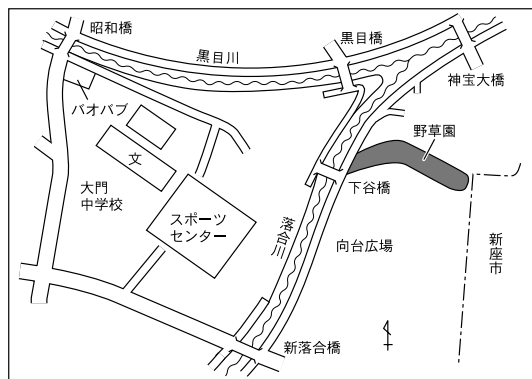 昭和橋
黒目川
黒目橋
神宝大橋
バオバブ
野草園
文
下谷橋
大門
中学校
スポーツ
センター
落合川
向台広場
新座市
新落合橋